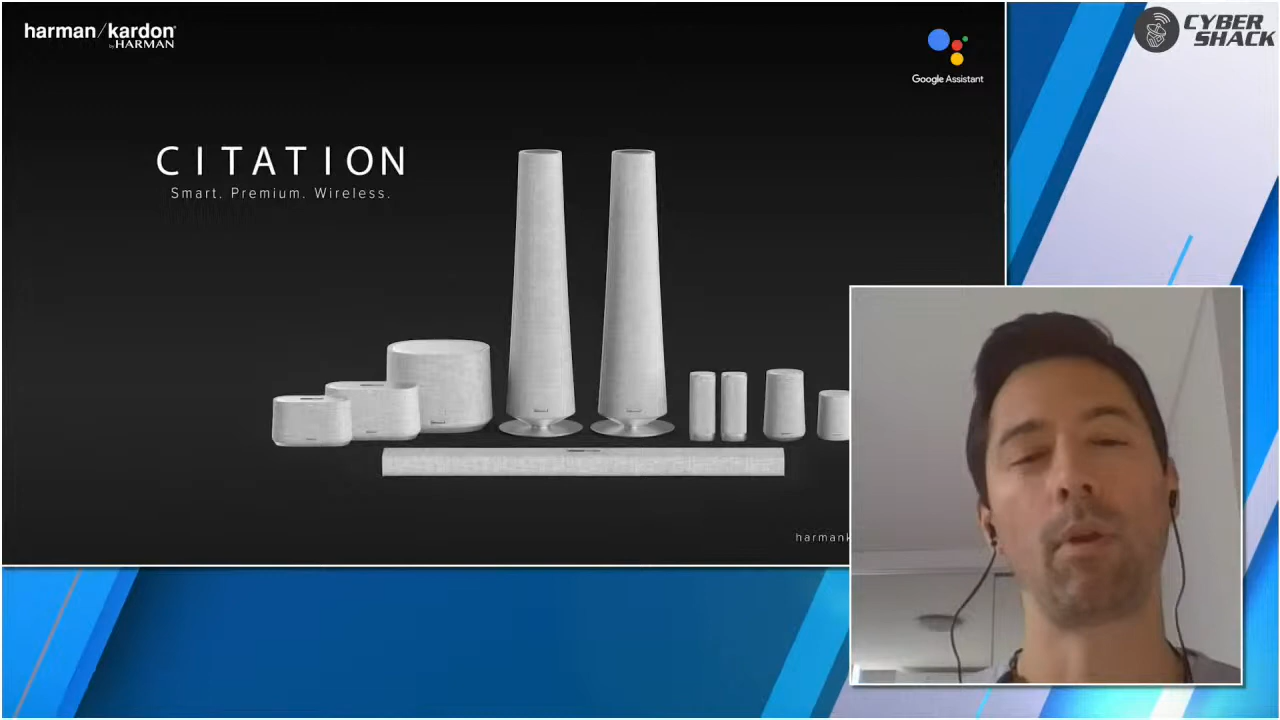 harman/kardon
by HARMAN
Google Assistant
CYBER
SHACK
CITATION
Smart. Premium. Wireless.
harmank